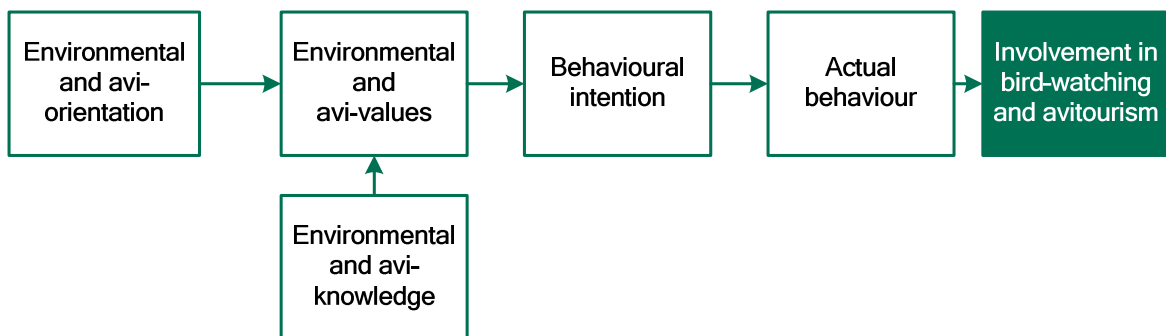 Environmental
and avi-
orientation
Environmental
and
avi-values
Behavioural
intention
Actual
behaviour
Involvement in
bird-watching
and avitourism
Environmental
and avi-
knowledge